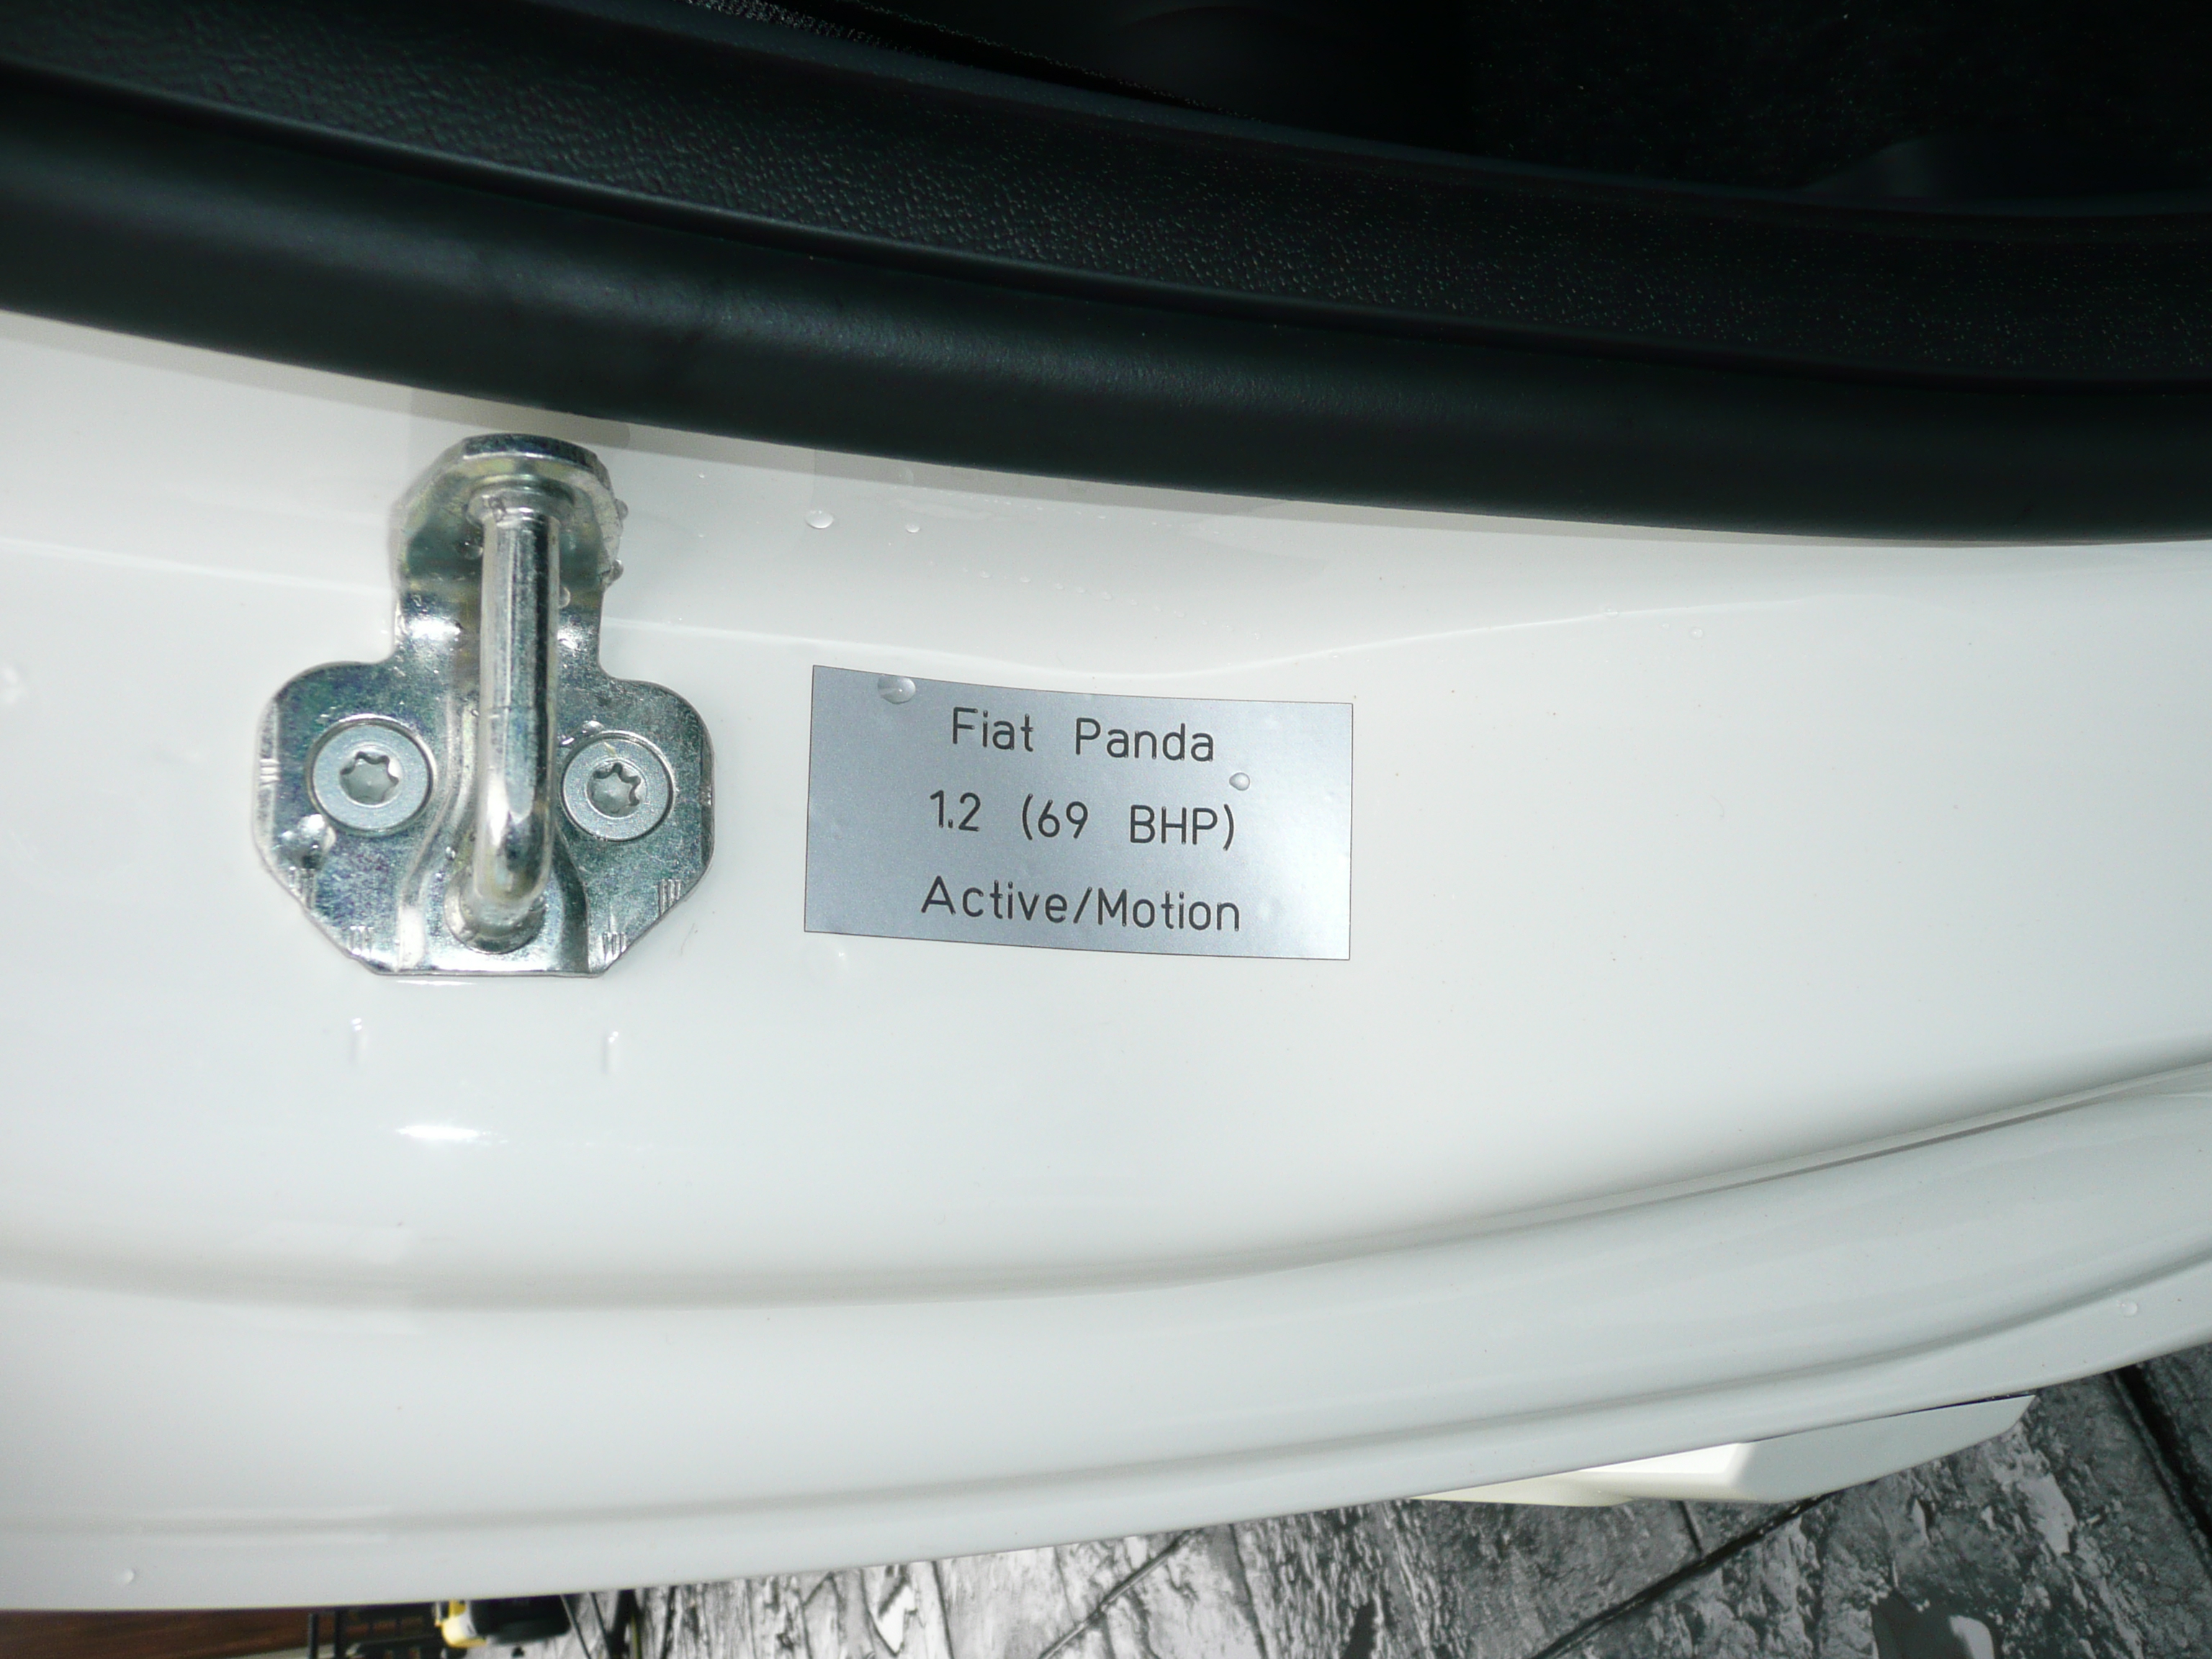 Fiat Panda
1.2 (69 BHP)
Active/Motion